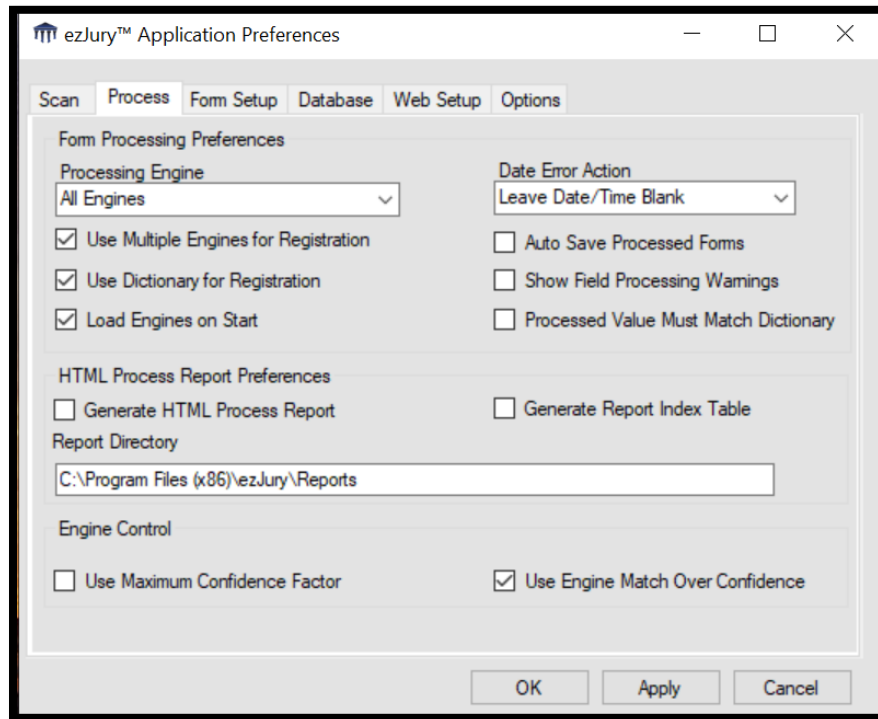 ezJury™ Application Preferences
Scan Process Form Setup Database Web Setup Options
Form Processing Preferences
Processing Engine
All Engines
Date Error Action
Leave Date/Time Blank
Use Multiple Engines for Registration
Auto Save Processed Forms
Use Dictionary for Registration
Show Field Processing Warnings
Load Engines on Start
Processed Value Must Match Dictionary
HTML Process Report Preferences
Generate HTML Process Report
Generate Report Index Table
Report Directory
C:\Program Files (x86)\ezJury\Reports
Engine Control
Use Maximum Confidence Factor
Use Engine Match Over Confidence
OK Apply Cancel